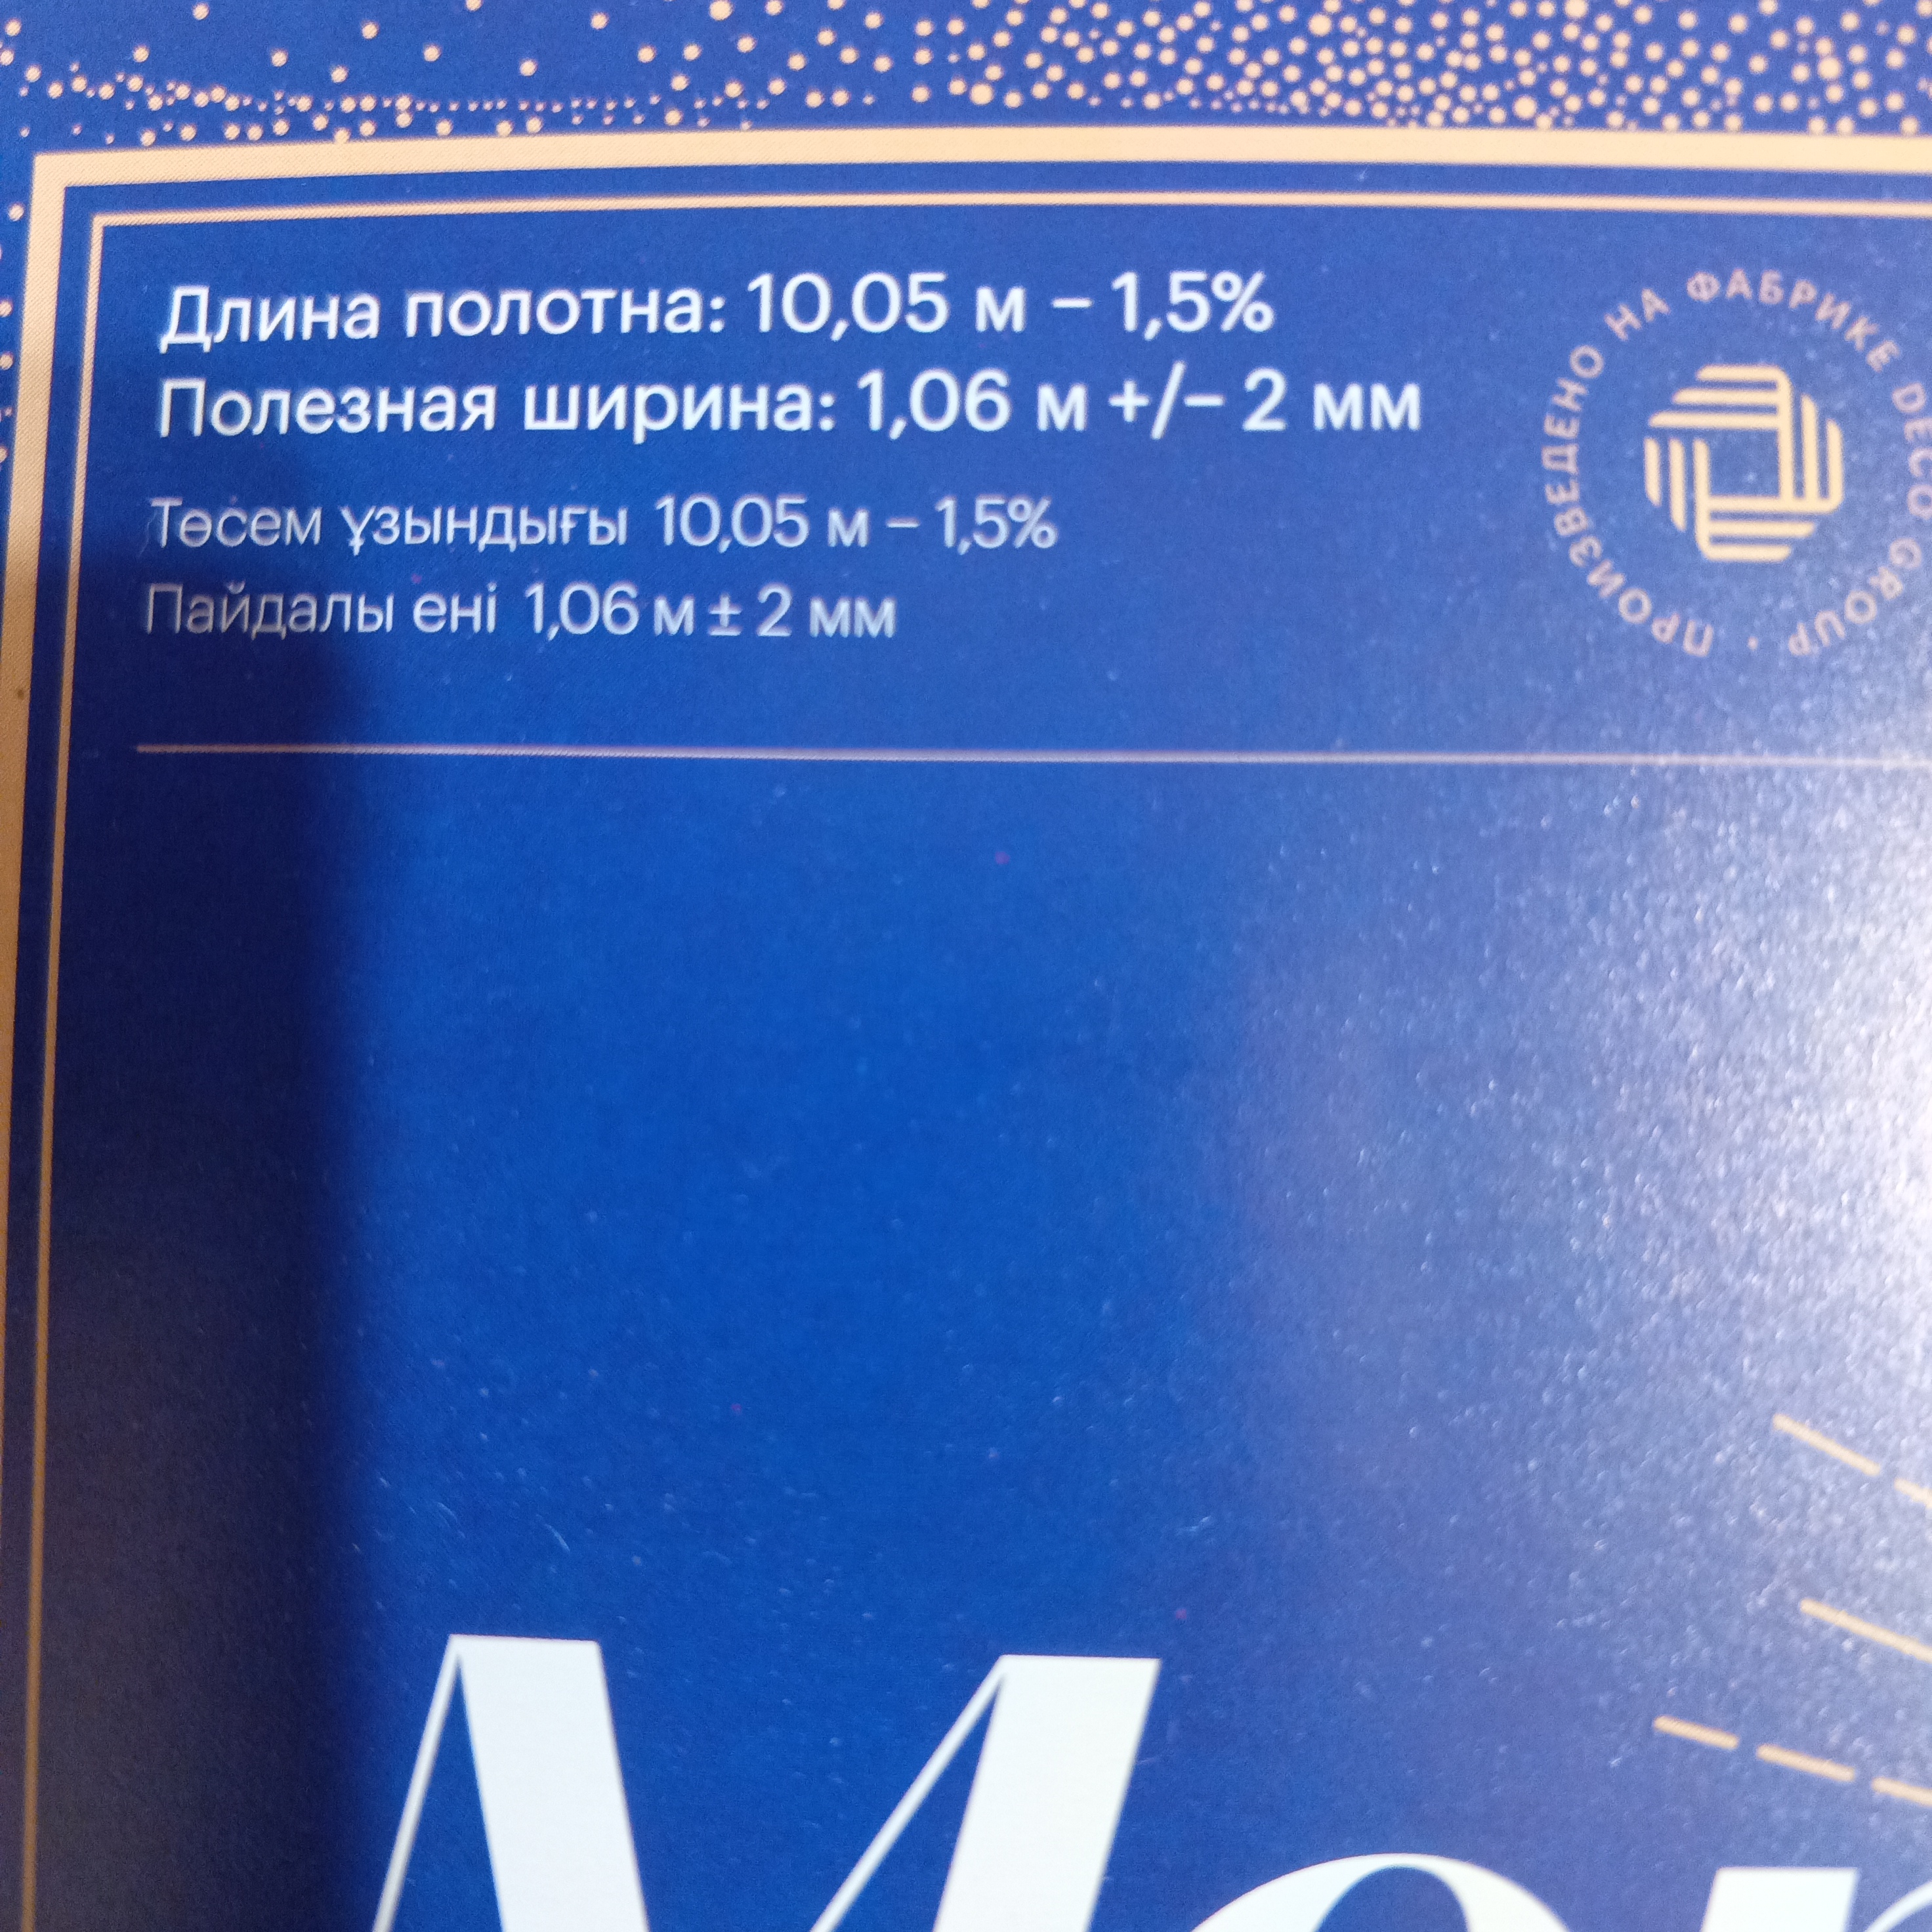 Длина полотна: 10,05 м – 1,5%
Полезная ширина: 1,06 м +/– 2 мм
Төсем ұзындығы 10,05 м – 1,5%
Пайдалы ені 1,06 м ± 2 мм
ПРОИЗВЕДЕНО НА ФАБРИКЕ DECO GROUP •